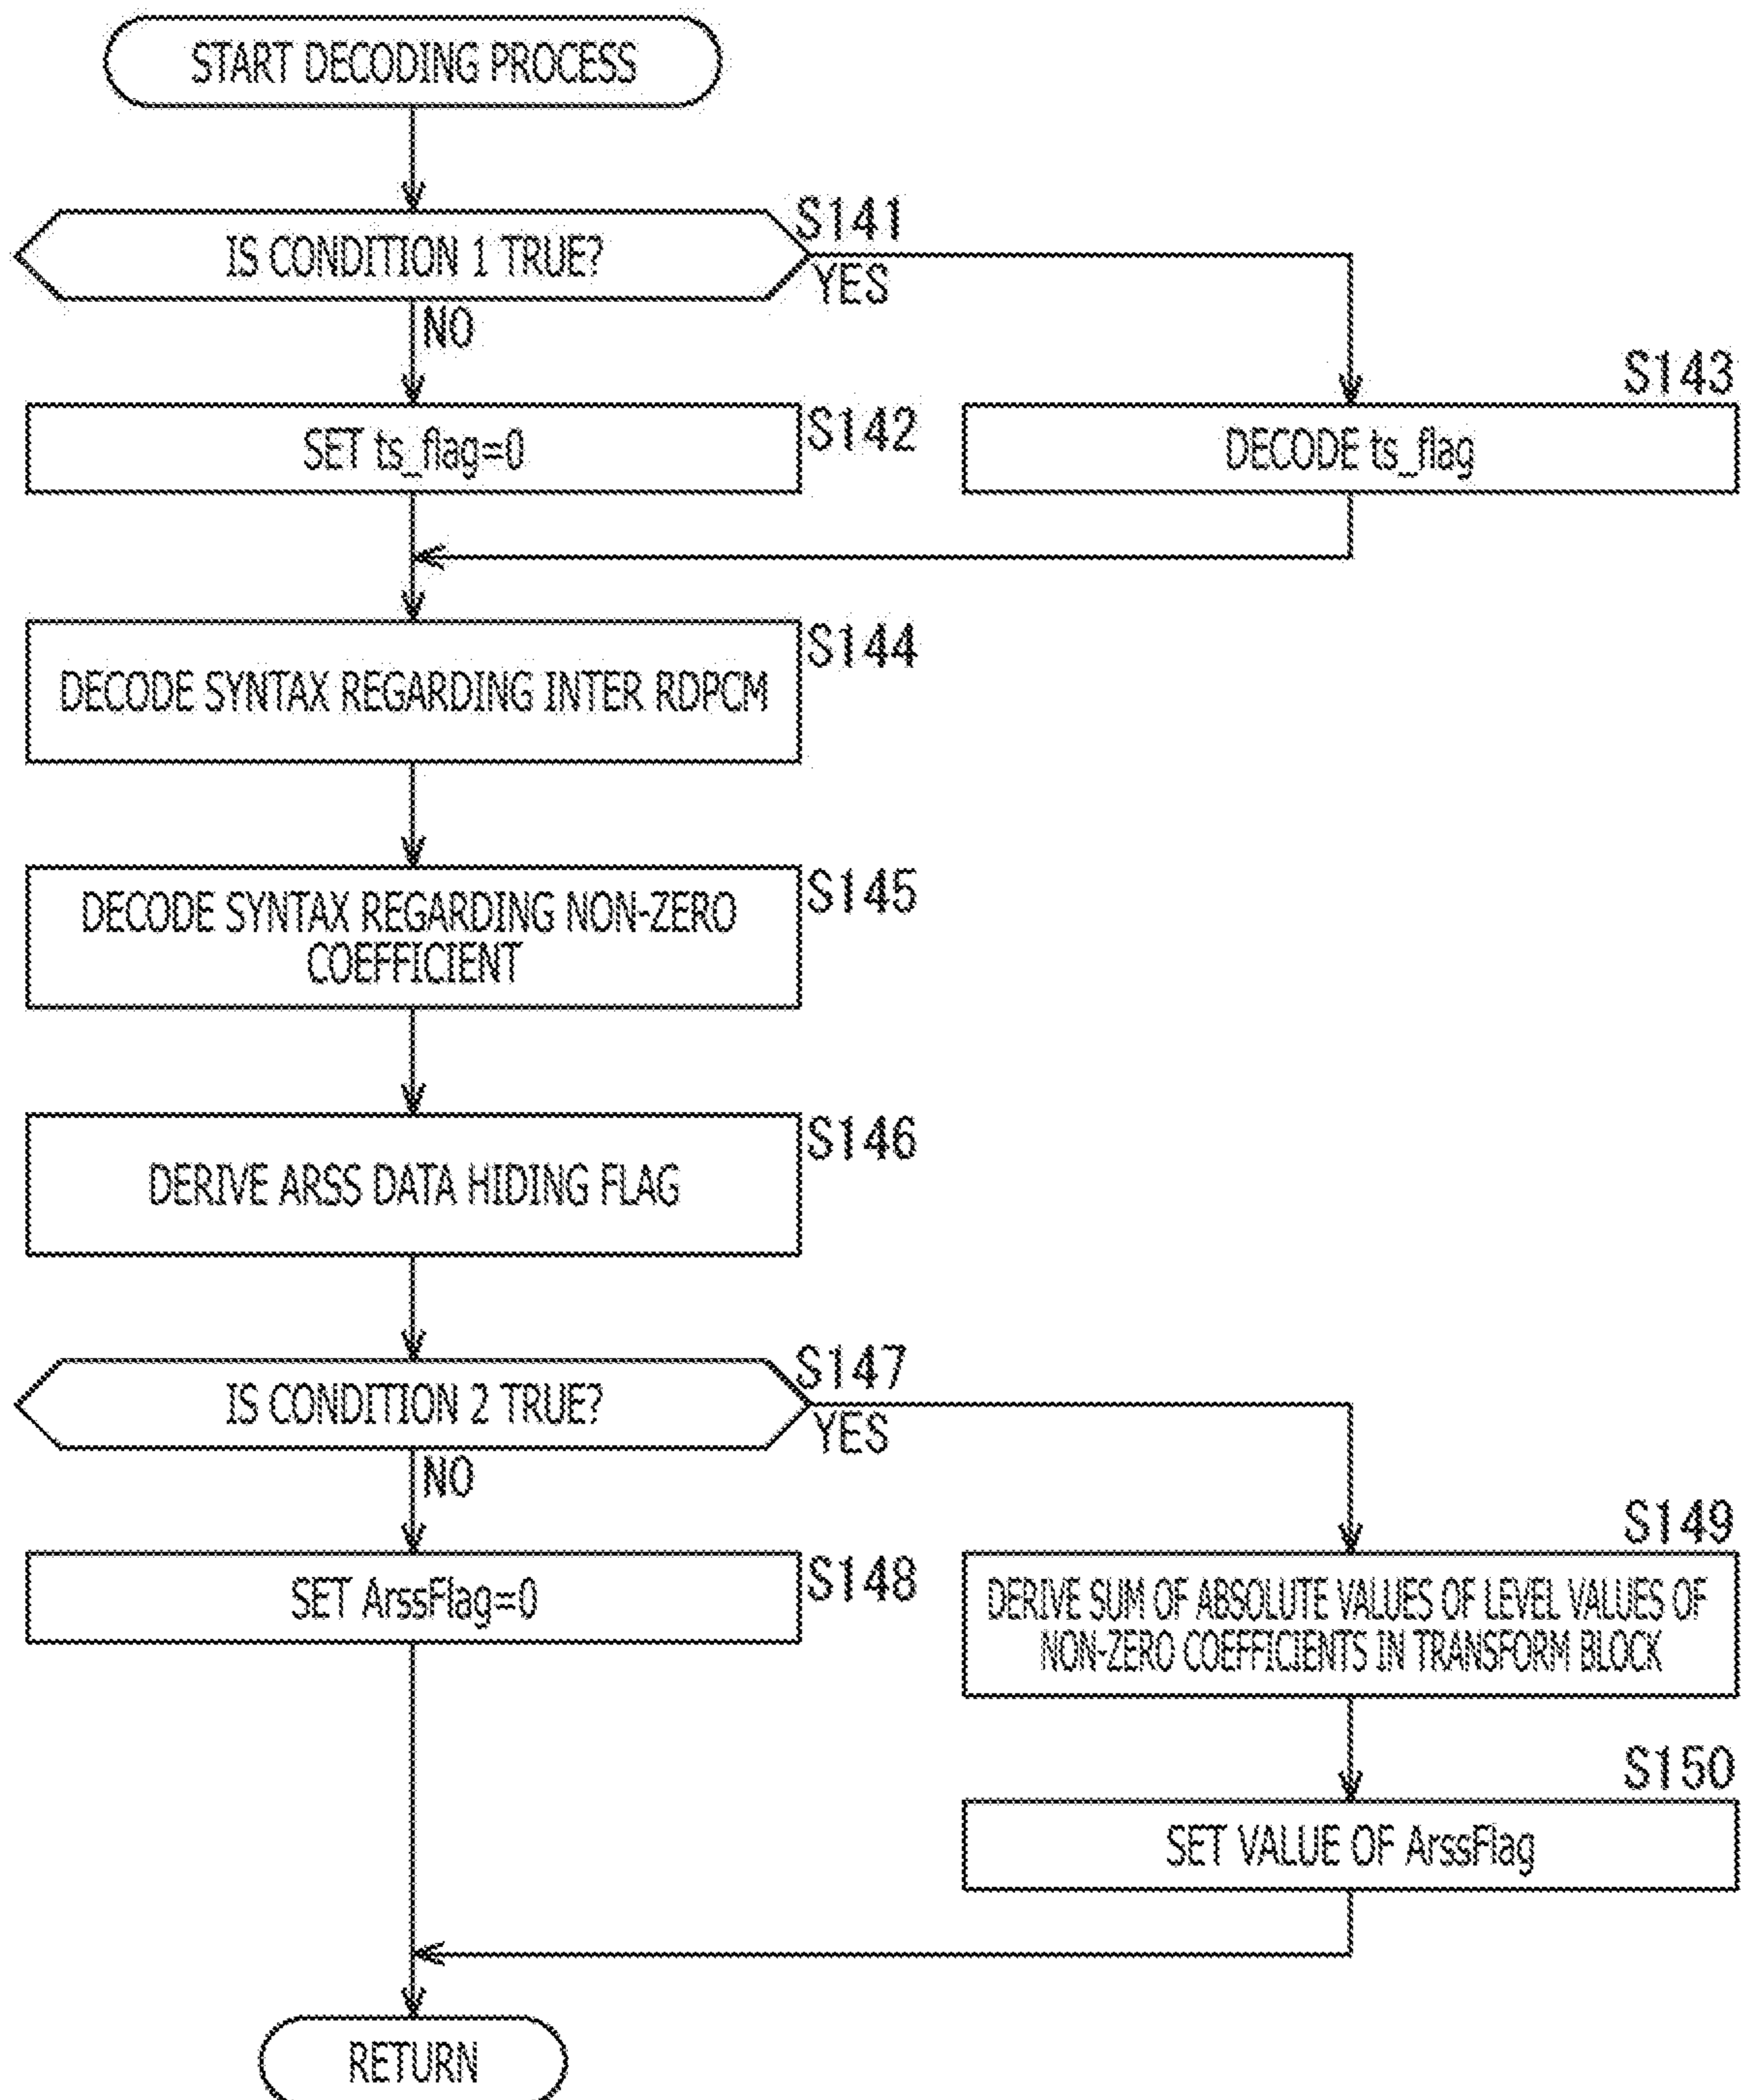 START DECODING PROCESS
S141
IS CONDITION 1 TRUE?
YES
NO
S143
S142
SET ts_flag=0
DECODE ts_flag
S144
DECODE SYNTAX REGARDING INTER RDPCM
S145
DECODE SYNTAX REGARDING NON-ZERO
COEFFICIENT
S146
DERIVE ARSS DATA HIDING FLAG
S147
IS CONDITION 2 TRUE?
YES
NO
S149
S148
SET ArssFlag=0
DERIVE SUM OF ABSOLUTE VALUES OF LEVEL VALUES OF
NON-ZERO COEFFICIENTS IN TRANSFORM BLOCK
S150
SET VALUE OF ArssFlag
RETURN